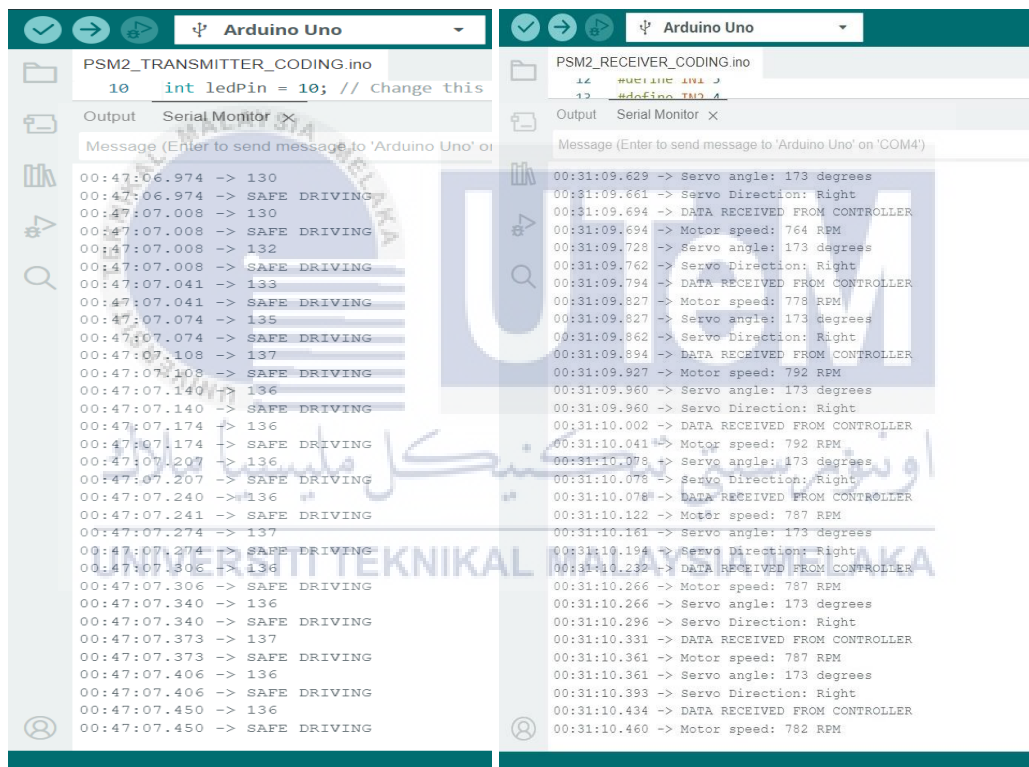 Arduino Uno
PSM2_TRANSMITTER_CODING.ino
10 int ledPin = 10; // Change this
Output Serial Monitor ×
Message (Enter to send message to 'Arduino Uno' on
00:47:06.974 -> 130
00:47:06.974 -> SAFE DRIVING
00:47:07.008 -> 130
00:47:07.008 -> SAFE DRIVING
00:47:07.008 -> 132
00:47:07.008 -> SAFE DRIVING
00:47:07.041 -> 133
00:47:07.041 -> SAFE DRIVING
00:47:07.074 -> 135
00:47:07.074 -> SAFE DRIVING
00:47:07.108 -> 137
00:47:07.108 -> SAFE DRIVING
00:47:07.140 -> 136
00:47:07.140 -> SAFE DRIVING
00:47:07.174 -> 136
00:47:07.174 -> SAFE DRIVING
00:47:07.207 -> 136
00:47:07.207 -> SAFE DRIVING
00:47:07.240 -> 136
00:47:07.241 -> SAFE DRIVING
00:47:07.274 -> 137
00:47:07.274 -> SAFE DRIVING
00:47:07.306 -> 136
00:47:07.306 -> SAFE DRIVING
00:47:07.340 -> 136
00:47:07.340 -> SAFE DRIVING
00:47:07.373 -> 137
00:47:07.373 -> SAFE DRIVING
00:47:07.406 -> 136
00:47:07.406 -> SAFE DRIVING
00:47:07.450 -> 136
00:47:07.450 -> SAFE DRIVING
Arduino Uno
PSM2_RECEIVER_CODING.ino
12 #define IN1 5
13 #define IN2 4
Output Serial Monitor ×
Message (Enter to send message to 'Arduino Uno' on 'COM4')
00:31:09.629 -> Servo angle: 173 degrees
00:31:09.661 -> Servo Direction: Right
00:31:09.694 -> DATA RECEIVED FROM CONTROLLER
00:31:09.694 -> Motor speed: 764 RPM
00:31:09.728 -> Servo angle: 173 degrees
00:31:09.762 -> Servo Direction: Right
00:31:09.794 -> DATA RECEIVED FROM CONTROLLER
00:31:09.827 -> Motor speed: 778 RPM
00:31:09.827 -> Servo angle: 173 degrees
00:31:09.862 -> Servo Direction: Right
00:31:09.894 -> DATA RECEIVED FROM CONTROLLER
00:31:09.927 -> Motor speed: 792 RPM
00:31:09.960 -> Servo angle: 173 degrees
00:31:09.960 -> Servo Direction: Right
00:31:10.002 -> DATA RECEIVED FROM CONTROLLER
00:31:10.041 -> Motor speed: 792 RPM
00:31:10.078 -> Servo angle: 173 degrees
00:31:10.078 -> Servo Direction: Right
00:31:10.078 -> DATA RECEIVED FROM CONTROLLER
00:31:10.122 -> Motor speed: 787 RPM
00:31:10.161 -> Servo angle: 173 degrees
00:31:10.194 -> Servo Direction: Right
00:31:10.232 -> DATA RECEIVED FROM CONTROLLER
00:31:10.266 -> Motor speed: 787 RPM
00:31:10.266 -> Servo angle: 173 degrees
00:31:10.296 -> Servo Direction: Right
00:31:10.331 -> DATA RECEIVED FROM CONTROLLER
00:31:10.361 -> Motor speed: 787 RPM
00:31:10.361 -> Servo angle: 173 degrees
00:31:10.393 -> Servo Direction: Right
00:31:10.434 -> DATA RECEIVED FROM CONTROLLER
00:31:10.460 -> Motor speed: 782 RPM
UNIVERSITI TEKNIKAL MALAYSIA MELAKA
UTeM
اونيۏرسيتي تيكنيكل مليسيا ملاك
UNIVERSITI TEKNIKAL MALAYSIA MELAKA